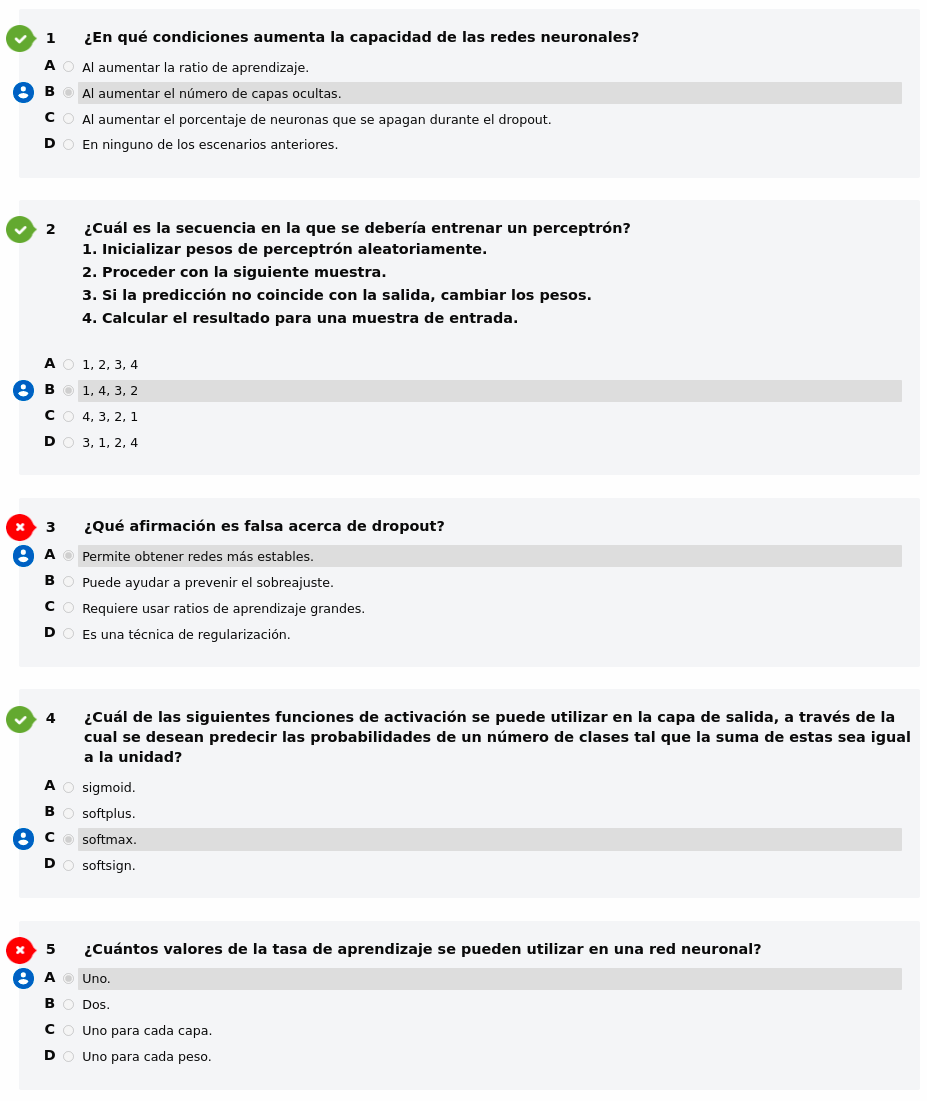 1 ¿En qué condiciones aumenta la capacidad de las redes neuronales?
A Al aumentar la ratio de aprendizaje.
B Al aumentar el número de capas ocultas.
C Al aumentar el porcentaje de neuronas que se apagan durante el dropout.
D En ninguno de los escenarios anteriores.
2 ¿Cuál es la secuencia en la que se debería entrenar un perceptrón?
1. Inicializar pesos de perceptrón aleatoriamente.
2. Proceder con la siguiente muestra.
3. Si la predicción no coincide con la salida, cambiar los pesos.
4. Calcular el resultado para una muestra de entrada.
A 1, 2, 3, 4
B 1, 4, 3, 2
C 4, 3, 2, 1
D 3, 1, 2, 4
3 ¿Qué afirmación es falsa acerca de dropout?
A Permite obtener redes más estables.
B Puede ayudar a prevenir el sobreajuste.
C Requiere usar ratios de aprendizaje grandes.
D Es una técnica de regularización.
4 ¿Cuál de las siguientes funciones de activación se puede utilizar en la capa de salida, a través de la
cual se desean predecir las probabilidades de un número de clases tal que la suma de estas sea igual
a la unidad?
A sigmoid.
B softplus.
C softmax.
D softsign.
5 ¿Cuántos valores de la tasa de aprendizaje se pueden utilizar en una red neuronal?
A Uno.
B Dos.
C Uno para cada capa.
D Uno para cada peso.